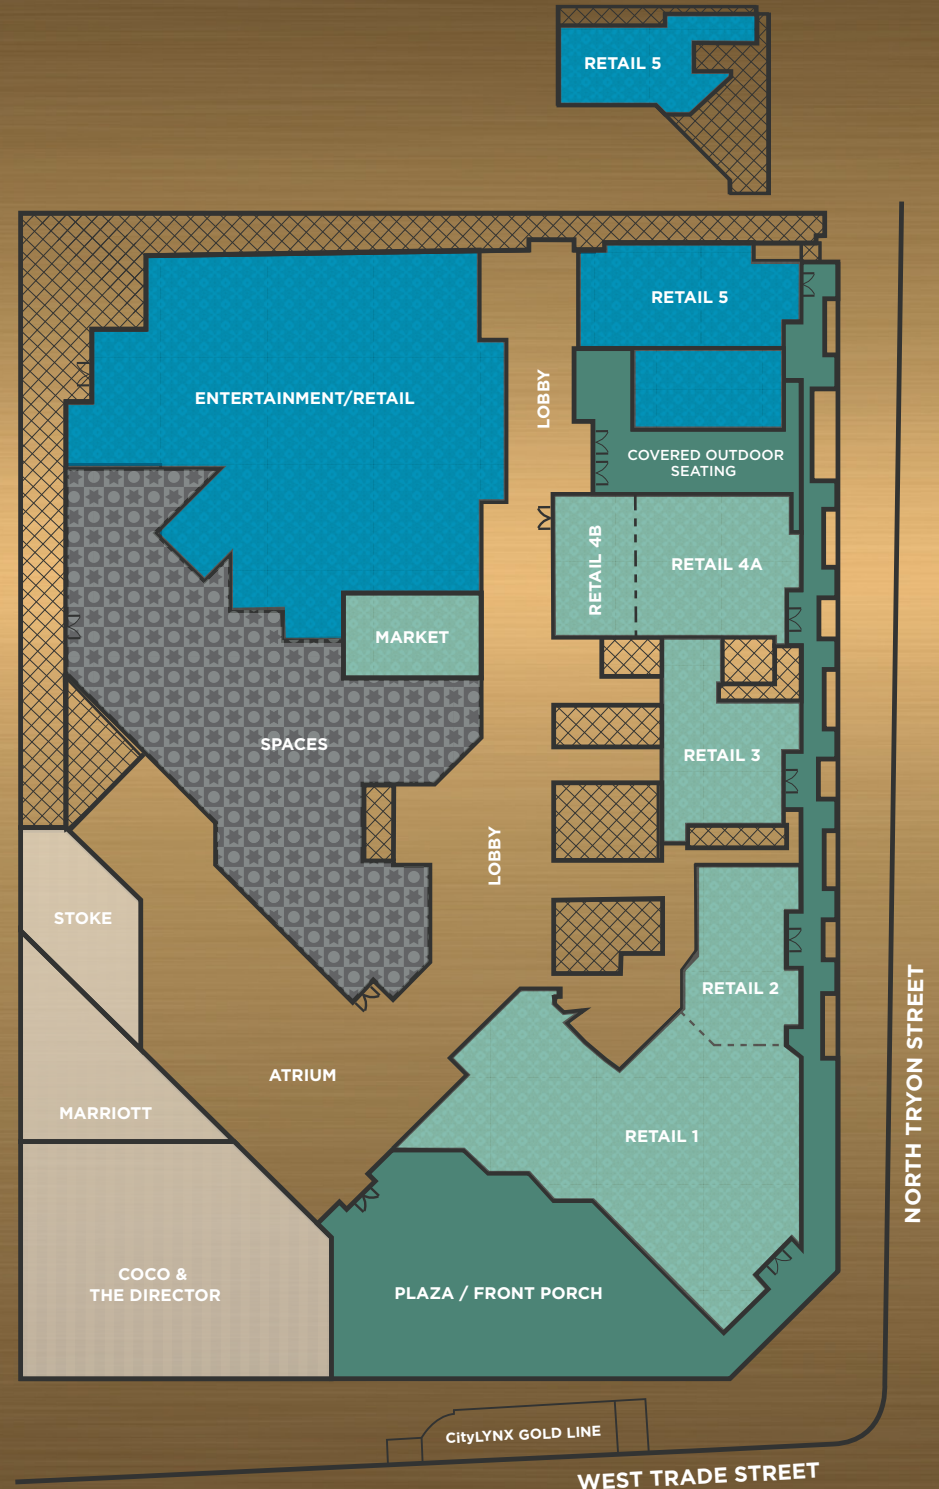 RETAIL 5
RETAIL 5
ENTERTAINMENT/RETAIL
LOBBY
COVERED OUTDOOR
SEATING
RETAIL 4B
RETAIL 4A
MARKET
SPACES
RETAIL 3
LOBBY
STOKE
RETAIL 2
ATRIUM
MARRIOTT
RETAIL 1
NORTH TRYON STREET
COCO &
THE DIRECTOR
PLAZA / FRONT PORCH
CityLYNX GOLD LINE
WEST TRADE STREET